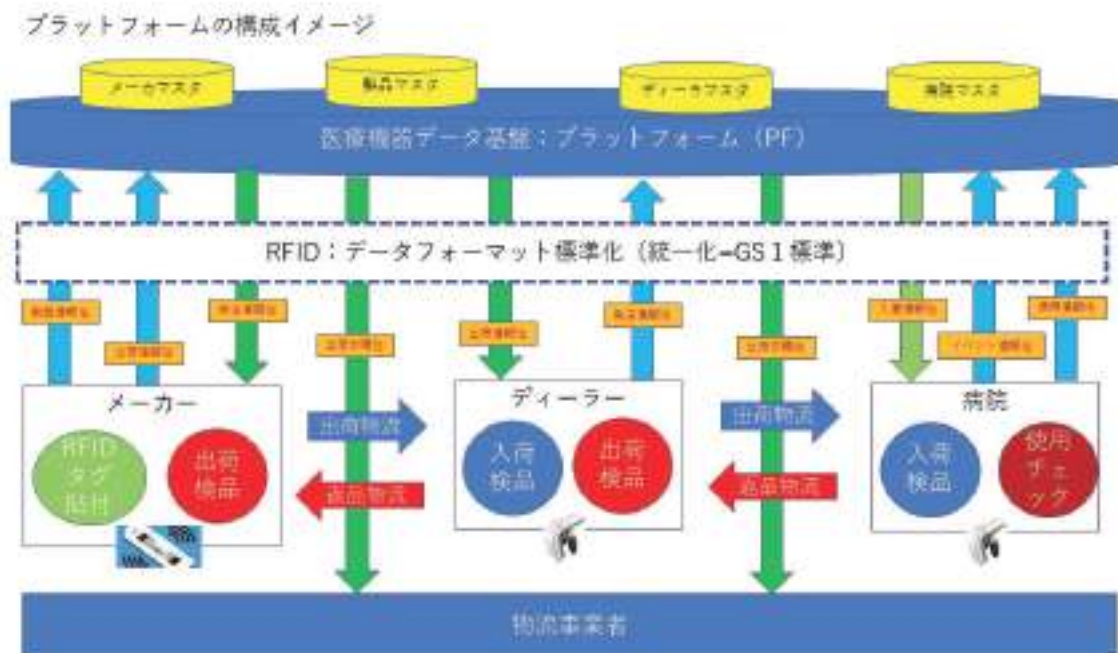 プラットフォームの構成イメージ
メーカマスタ
製品マスタ
ディーラマスタ
病院マスタ
医療機器データ基盤：プラットフォーム（PF）
RFID：データフォーマット標準化（統一化=GS１標準）
メーカー
RFID
タグ
貼付
出荷
検品
出荷物流
返品物流
ディーラー
入荷
検品
出荷
検品
出荷物流
返品物流
病院
入荷
検品
使用
チェ
ック
物流事業者